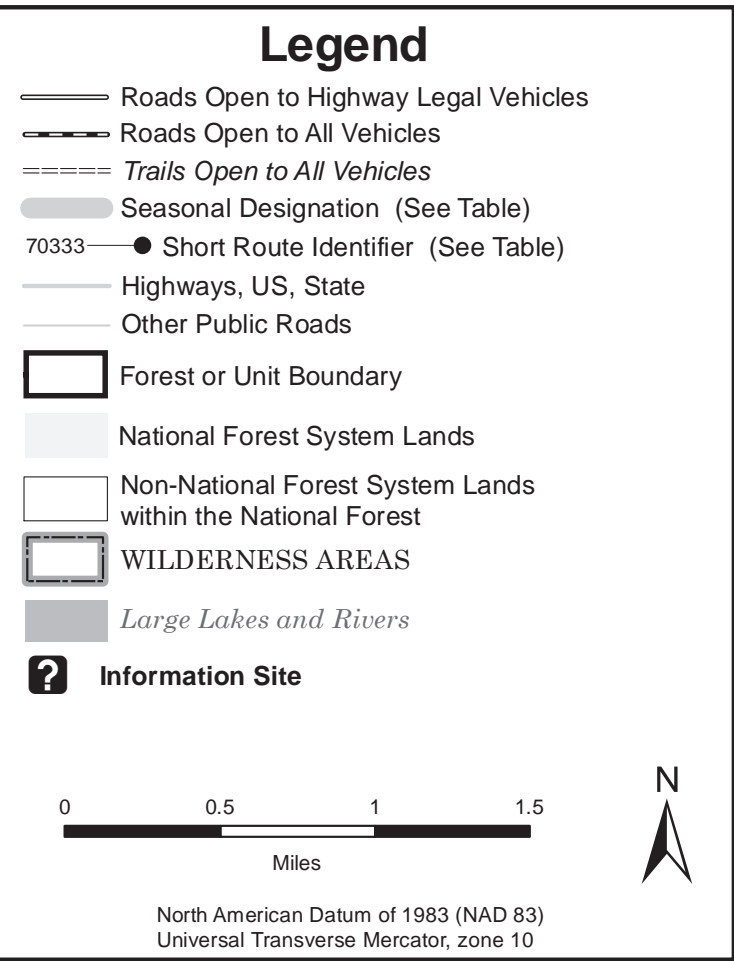 Legend
Roads Open to Highway Legal Vehicles
Roads Open to All Vehicles
Trails Open to All Vehicles
Seasonal Designation (See Table)
70333 Short Route Identifier (See Table)
Highways, US, State
Other Public Roads
Forest or Unit Boundary
National Forest System Lands
Non-National Forest System Lands
within the National Forest
WILDERNESS AREAS
Large Lakes and Rivers
? Information Site
N
0 0.5 1 1.5
Miles
North American Datum of 1983 (NAD 83)
Universal Transverse Mercator, zone 10